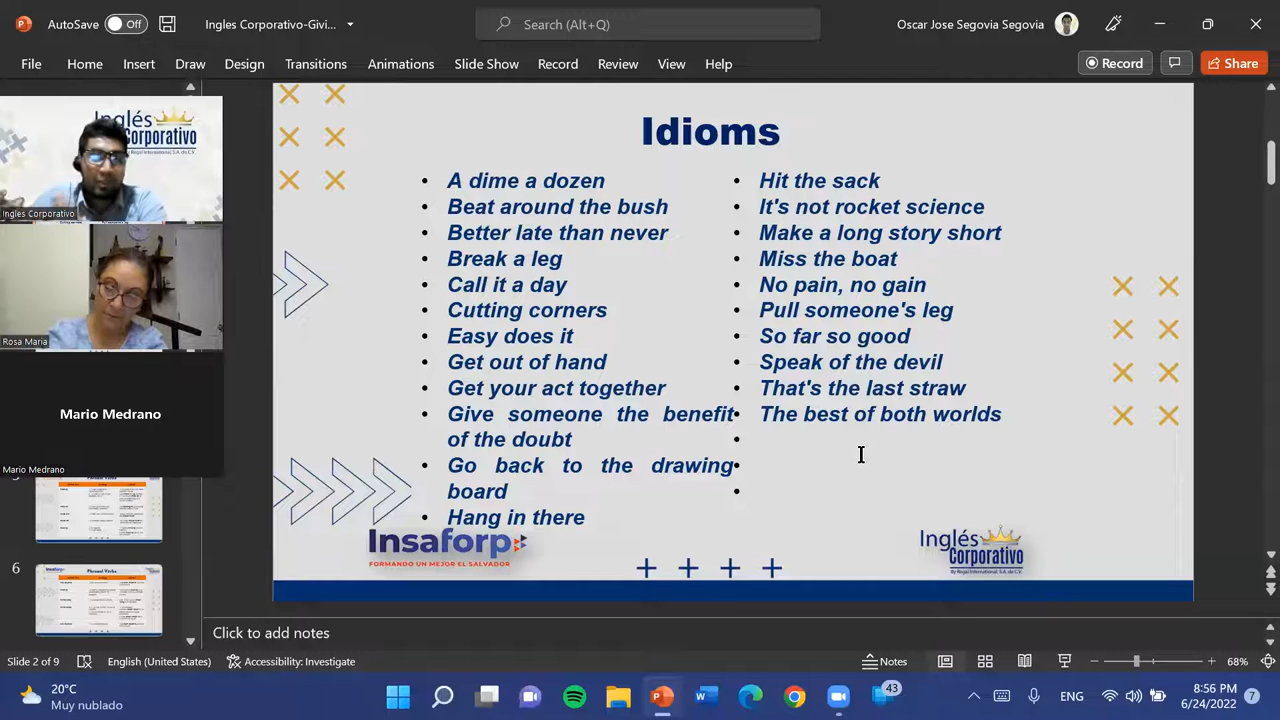 AutoSave Off Ingles Corporativo-Givi... Search (Alt+Q) Oscar Jose Segovia Segovia
File Home Insert Draw Design Transitions Animations Slide Show Record Review View Help Record Share
Inglés
Corporativo
Ingles Corporativo
Rosa Maria
Mario Medrano
Mario Medrano
6
Idioms
• A dime a dozen
• Beat around the bush
• Better late than never
• Break a leg
• Call it a day
• Cutting corners
• Easy does it
• Get out of hand
• Get your act together
• Give someone the benefit
of the doubt
• Go back to the drawing
board
• Hang in there
• Hit the sack
• It's not rocket science
• Make a long story short
• Miss the boat
• No pain, no gain
• Pull someone's leg
• So far so good
• Speak of the devil
• That's the last straw
• The best of both worlds
•
•
•
Insaforp
FORMANDO UN MEJOR EL SALVADOR
Inglés
Corporativo
By Regal International, S.A. de C.V.
Click to add notes
Slide 2 of 9 English (United States) Accessibility: Investigate Notes 68%
20°C
Muy nublado
43
ENG
8:56 PM
6/24/2022
7